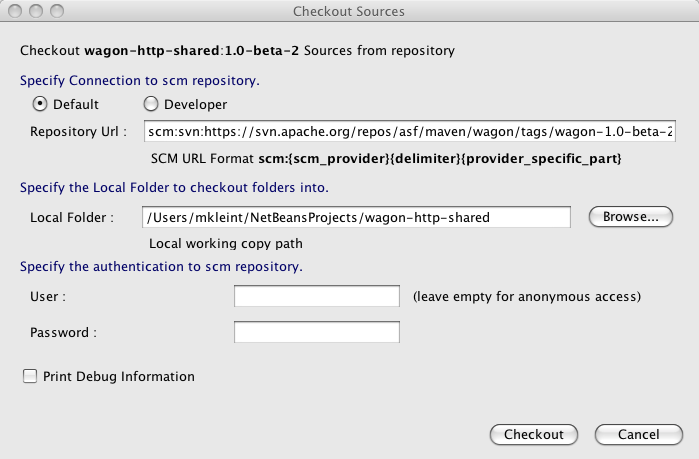 Checkout Sources
Checkout wagon-http-shared:1.0-beta-2 Sources from repository
Specify Connection to scm repository.
Default Developer
Repository Url : scm:svn:https://svn.apache.org/repos/asf/maven/wagon/tags/wagon-1.0-beta-2
SCM URL Format scm:{scm_provider}{delimiter}{provider_specific_part}
Specify the Local Folder to checkout folders into.
Local Folder : /Users/mkleint/NetBeansProjects/wagon-http-shared Browse...
Local working copy path
Specify the authentication to scm repository.
User : (leave empty for anonymous access)
Password :
Print Debug Information
Checkout Cancel